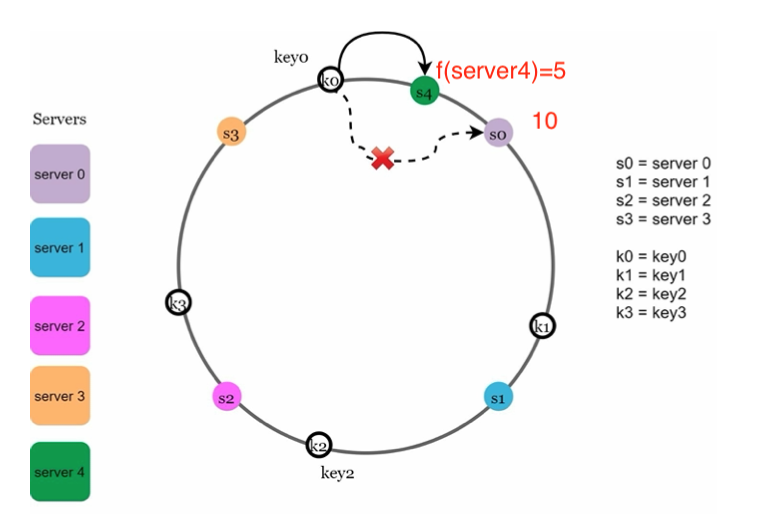 key0
k0
f(server4)=5
s4
10
Servers
s3
s0
server 0
s0 = server 0
s1 = server 1
s2 = server 2
s3 = server 3
server 1
k0 = key0
k1 = key1
k2 = key2
k3 = key3
k3
k1
server 2
server 3
s2
s1
k2
server 4
key2